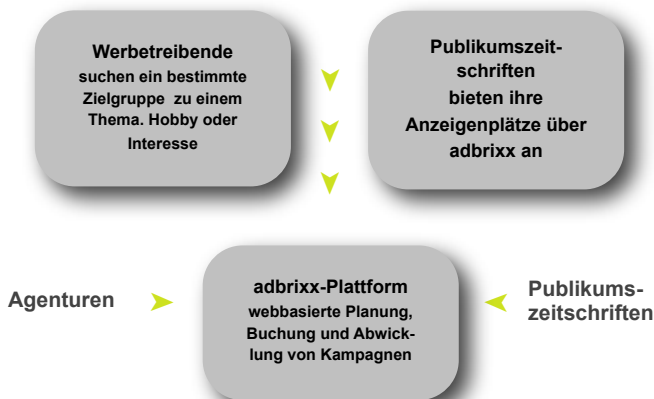 Werbetreibende
suchen ein bestimmte
Zielgruppe zu einem
Thema. Hobby oder
Interesse
Publikumszeit-
schriften
bieten ihre
Anzeigenplätze über
adbrixx an
Agenturen
adbrixx-Plattform
webbasierte Planung,
Buchung und Abwick-
lung von Kampagnen
Publikums-
zeitschriften